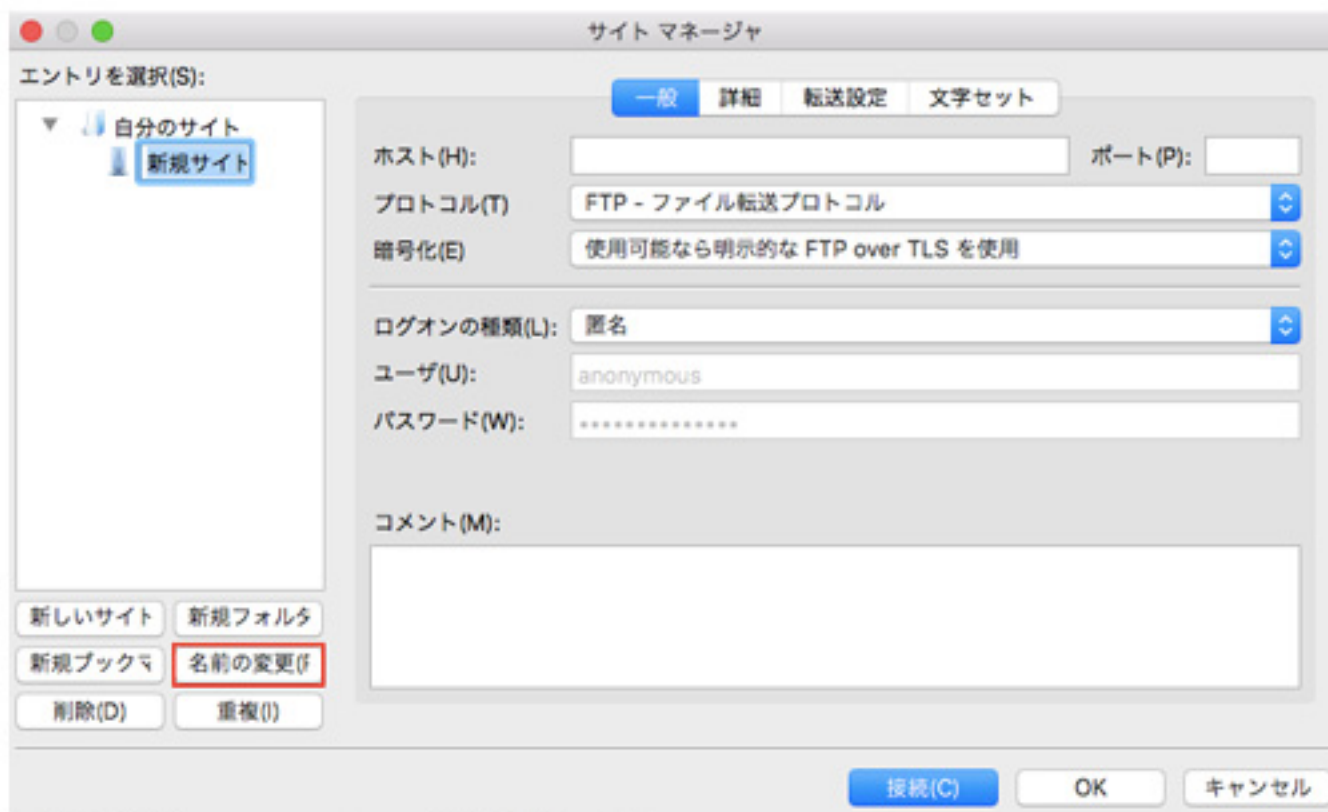 サイト マネージャ
エントリを選択(S):
自分のサイト
新規サイト
一般 詳細 転送設定 文字セット
ホスト(H): ポート(P):
プロトコル(T) FTP - ファイル転送プロトコル
暗号化(E) 使用可能なら明示的な FTP over TLS を使用
ログオンの種類(L): 匿名
ユーザ(U): anonymous
パスワード(W): ••••••••••••••
コメント(M):
新しいサイト 新規フォルダ
新規ブックマ 名前の変更(
削除(D) 重複(I)
接続(C) OK キャンセル